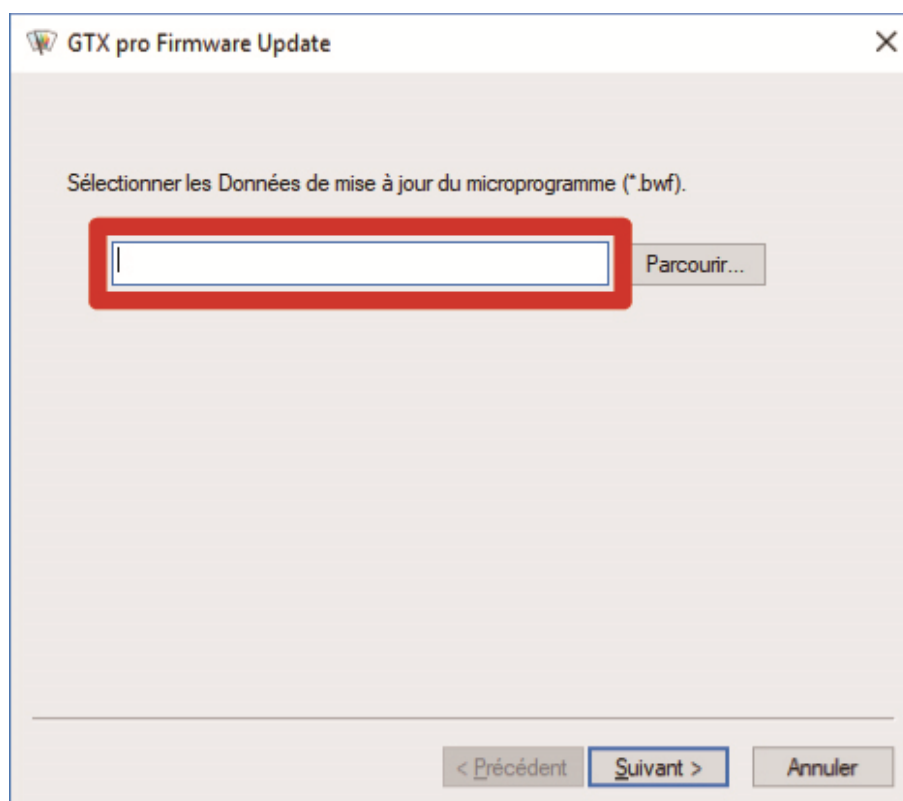 GTX pro Firmware Update
Sélectionner les Données de mise à jour du microprogramme (*.bwf).
Parcourir...
< Précédent Suivant > Annuler